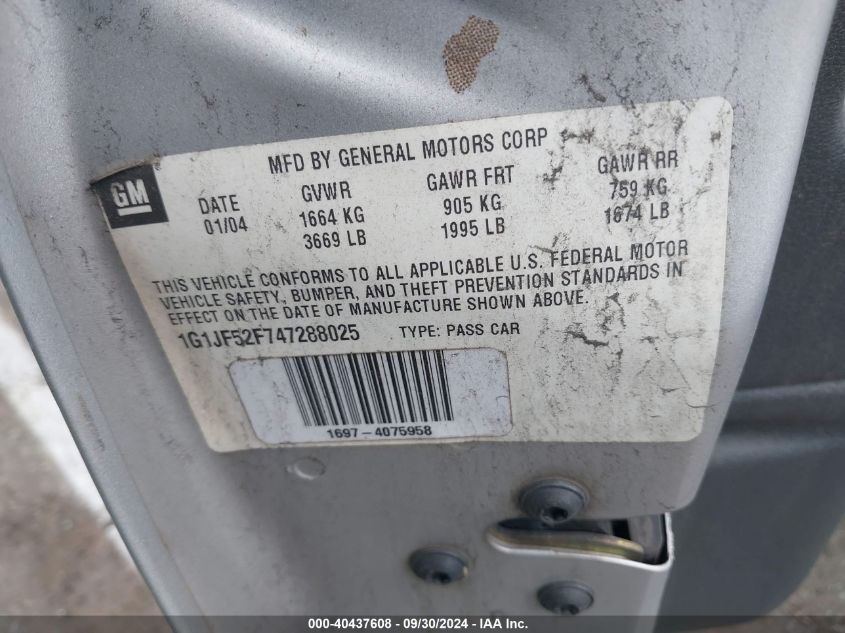 MFD BY GENERAL MOTORS CORP
GM
DATE GVWR GAWR FRT GAWR RR
01/04 1664 KG 905 KG 759 KG
3669 LB 1995 LB 1674 LB
THIS VEHICLE CONFORMS TO ALL APPLICABLE U.S. FEDERAL MOTOR
VEHICLE SAFETY, BUMPER, AND THEFT PREVENTION STANDARDS IN
EFFECT ON THE DATE OF MANUFACTURE SHOWN ABOVE.
1G1JF52F747288025 TYPE: PASS CAR
1697-4075958
000-40437608 / 09/30/2024 - IAA Inc.